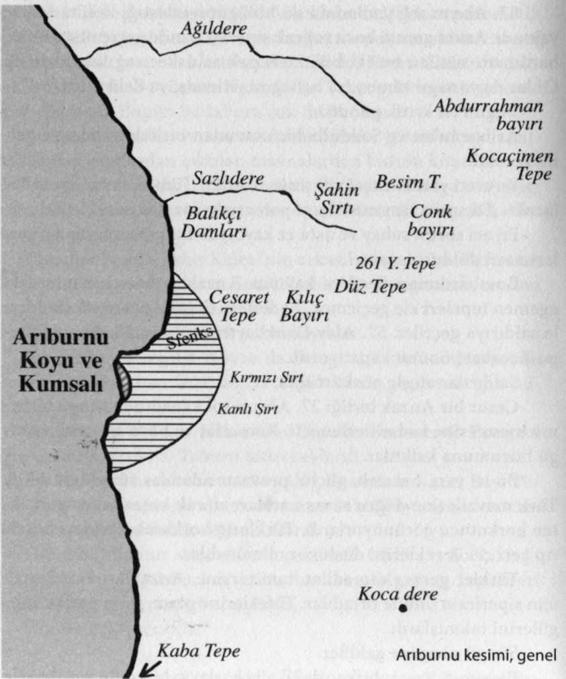 Ağıldere
Abdurrahman
bayırı
Kocaçimen
Tepe
Sazlıdere
Şahin
Sırtı
Besim T.
Balıkçı
Damları
Conk
bayırı
261 Y. Tepe
Düz Tepe
Cesaret
Tepe
Kılıç
Bayırı
Sfenks
Arıburnu
Koyu ve
Kumsalı
Kırmızı Sırt
Kanlı Sırt
Koca dere
Kaba Tepe
Arıburnu kesimi, genel